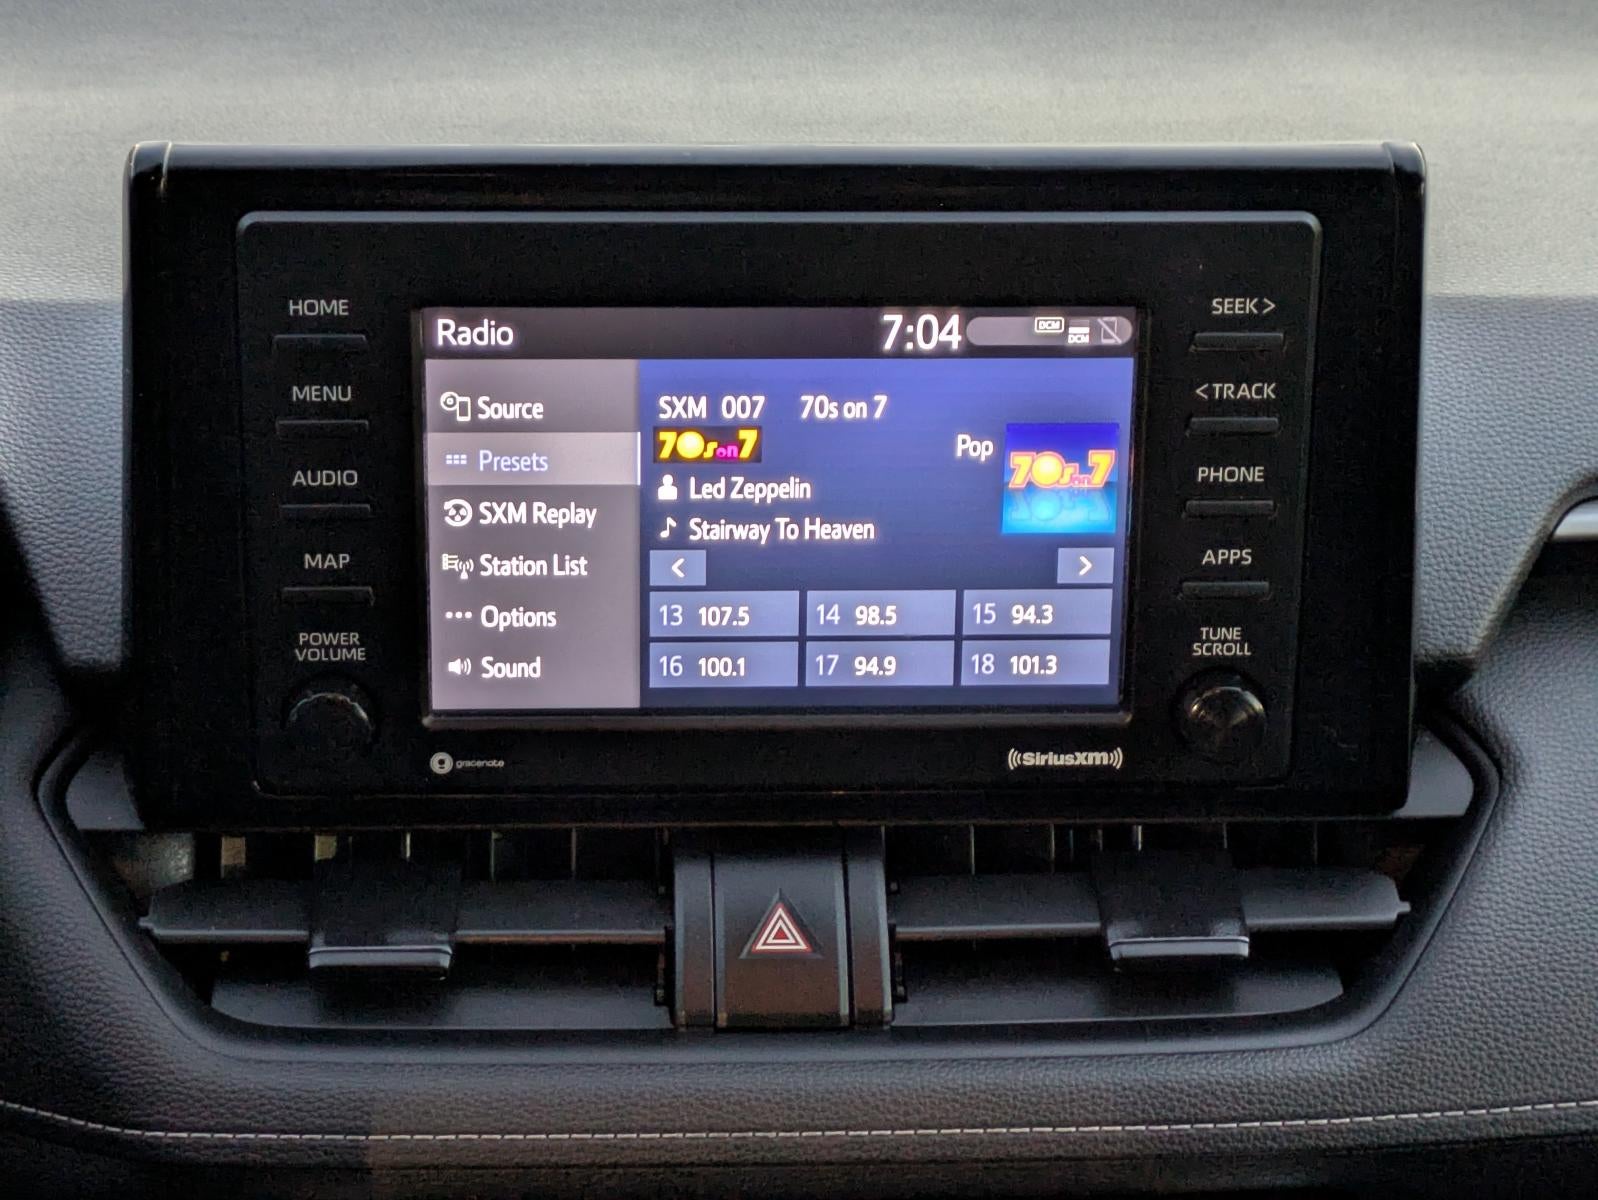 HOME
MENU
AUDIO
MAP
POWER
VOLUME
Radio
7:04
DCM
DCM
Source
Presets
SXM Replay
Station List
Options
Sound
SXM 007 70s on 7
70s on 7
Pop
70s on 7
Led Zeppelin
Stairway To Heaven
< >
13 107.5 14 98.5 15 94.3
16 100.1 17 94.9 18 101.3
SEEK >
< TRACK
PHONE
APPS
TUNE
SCROLL
gracenote
((SiriusXM))